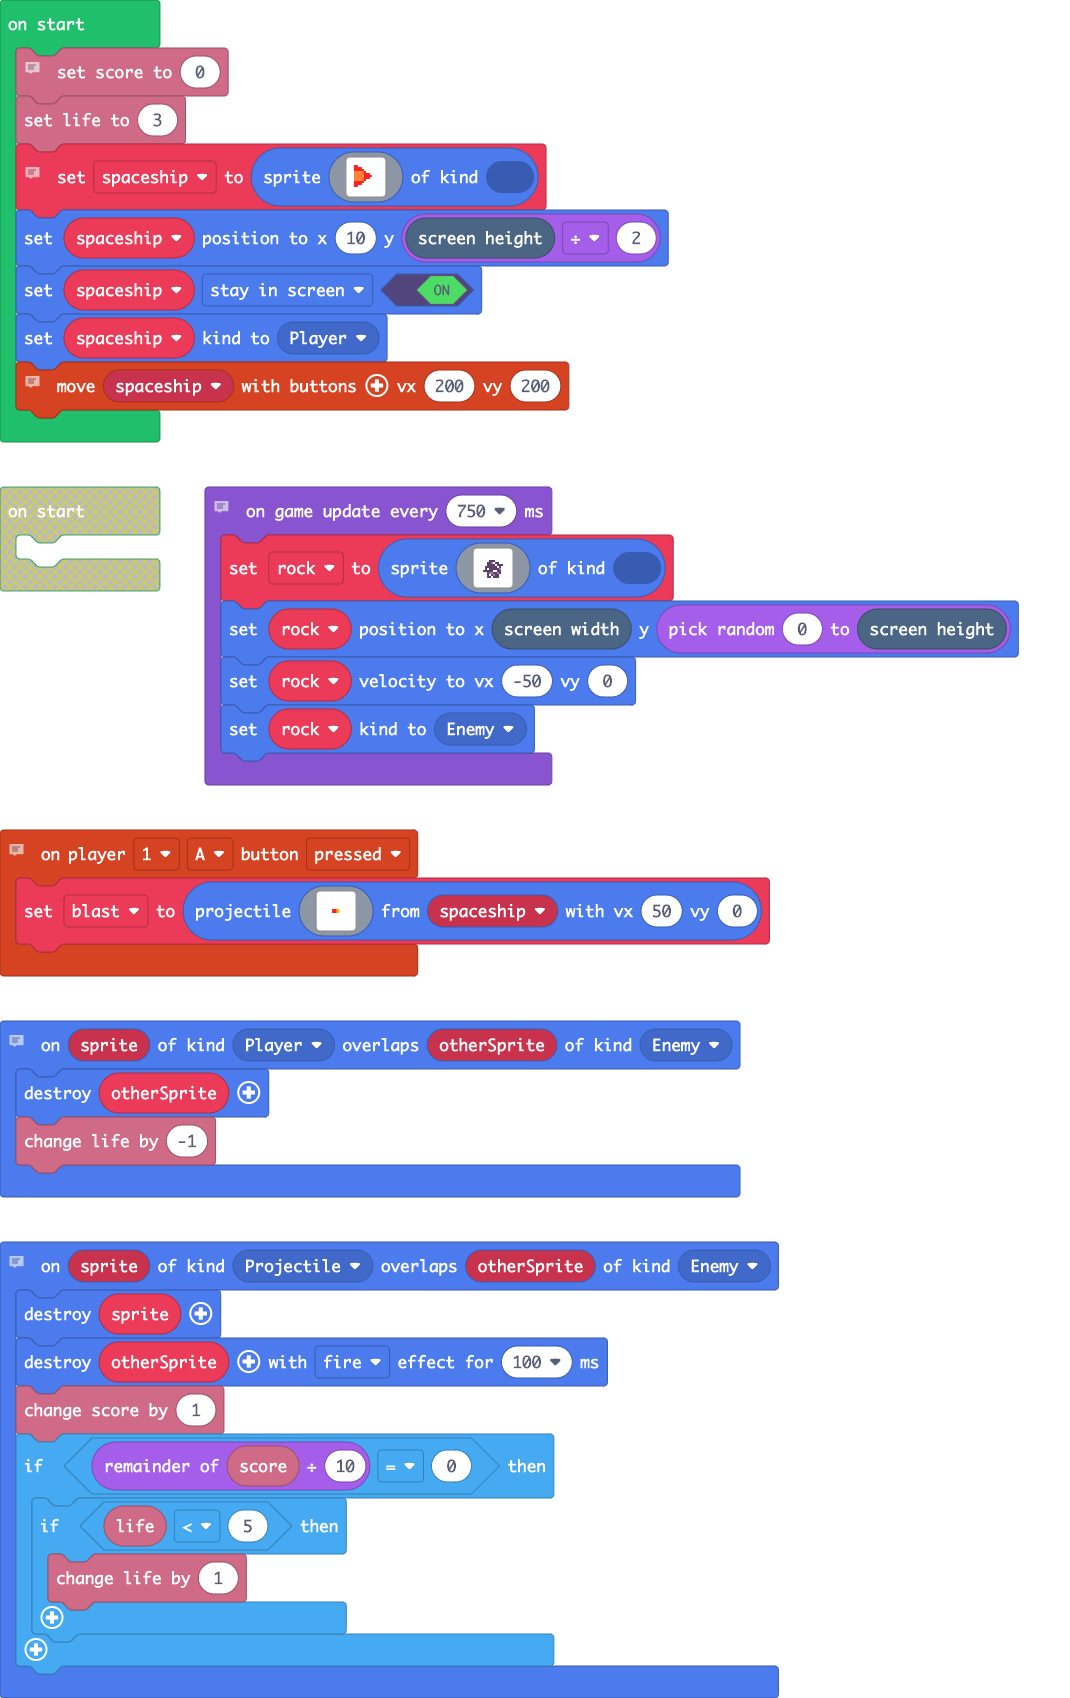 on start
set score to 0
set life to 3
set spaceship to sprite of kind
set spaceship position to x 10 y screen height ÷ 2
set spaceship stay in screen ON
set spaceship kind to Player
move spaceship with buttons vx 200 vy 200
on start
on game update every 750 ms
set rock to sprite of kind
set rock position to x screen width y pick random 0 to screen height
set rock velocity to vx -50 vy 0
set rock kind to Enemy
on player 1 A button pressed
set blast to projectile from spaceship with vx 50 vy 0
on sprite of kind Player overlaps otherSprite of kind Enemy
destroy otherSprite
change life by -1
on sprite of kind Projectile overlaps otherSprite of kind Enemy
destroy sprite
destroy otherSprite with fire effect for 100 ms
change score by 1
if remainder of score ÷ 10 = 0 then
if life < 5 then
change life by 1